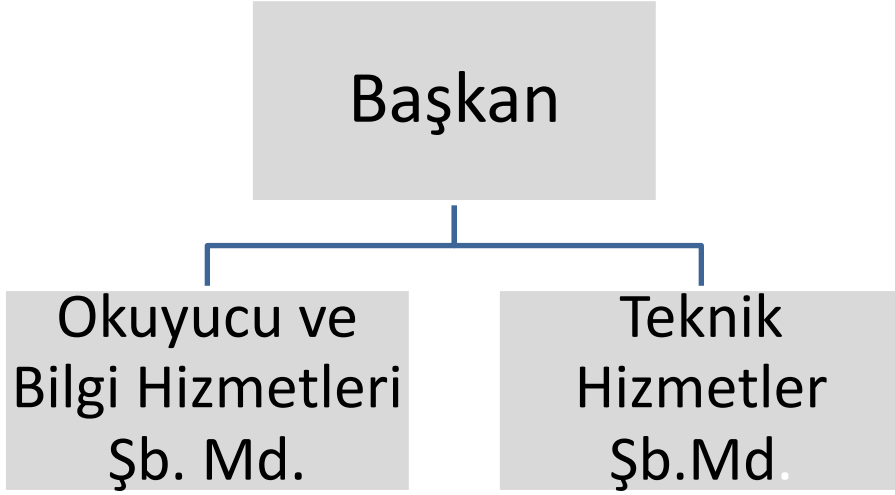 Başkan
Okuyucu ve
Bilgi Hizmetleri
Şb. Md.
Teknik
Hizmetler
Şb.Md.